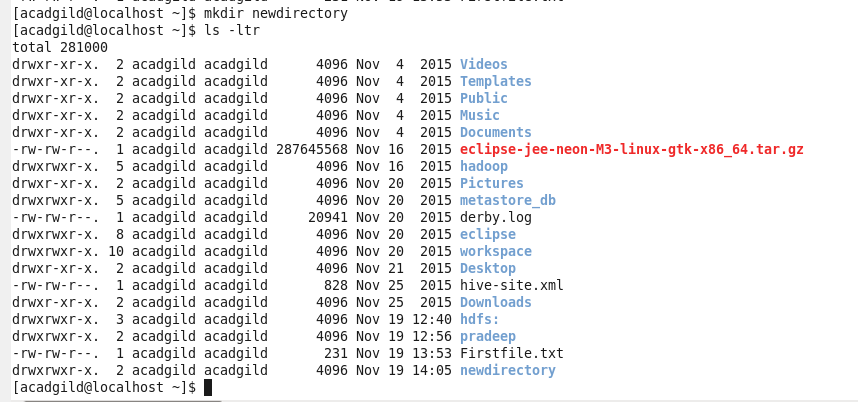 [acadgild@localhost ~]$ mkdir newdirectory
[acadgild@localhost ~]$ ls -ltr
total 281000
drwxr-xr-x.  2 acadgild acadgild      4096 Nov  4  2015 Videos
drwxr-xr-x.  2 acadgild acadgild      4096 Nov  4  2015 Templates
drwxr-xr-x.  2 acadgild acadgild      4096 Nov  4  2015 Public
drwxr-xr-x.  2 acadgild acadgild      4096 Nov  4  2015 Music
drwxr-xr-x.  2 acadgild acadgild      4096 Nov  4  2015 Documents
-rw-rw-r--.  1 acadgild acadgild 287645568 Nov 16  2015 eclipse-jee-neon-M3-linux-gtk-x86_64.tar.gz
drwxrwxr-x.  5 acadgild acadgild      4096 Nov 16  2015 hadoop
drwxr-xr-x.  2 acadgild acadgild      4096 Nov 20  2015 Pictures
drwxrwxr-x.  5 acadgild acadgild      4096 Nov 20  2015 metastore_db
-rw-rw-r--.  1 acadgild acadgild     20941 Nov 20  2015 derby.log
drwxrwxr-x.  8 acadgild acadgild      4096 Nov 20  2015 eclipse
drwxrwxr-x. 10 acadgild acadgild      4096 Nov 20  2015 workspace
drwxr-xr-x.  2 acadgild acadgild      4096 Nov 21  2015 Desktop
-rw-rw-r--.  1 acadgild acadgild       828 Nov 25  2015 hive-site.xml
drwxr-xr-x.  2 acadgild acadgild      4096 Nov 25  2015 Downloads
drwxrwxr-x.  3 acadgild acadgild      4096 Nov 19 12:40 hdfs:
drwxrwxr-x.  2 acadgild acadgild      4096 Nov 19 12:56 pradeep
-rw-rw-r--.  1 acadgild acadgild       231 Nov 19 13:53 Firstfile.txt
drwxrwxr-x.  2 acadgild acadgild      4096 Nov 19 14:05 newdirectory
[acadgild@localhost ~]$